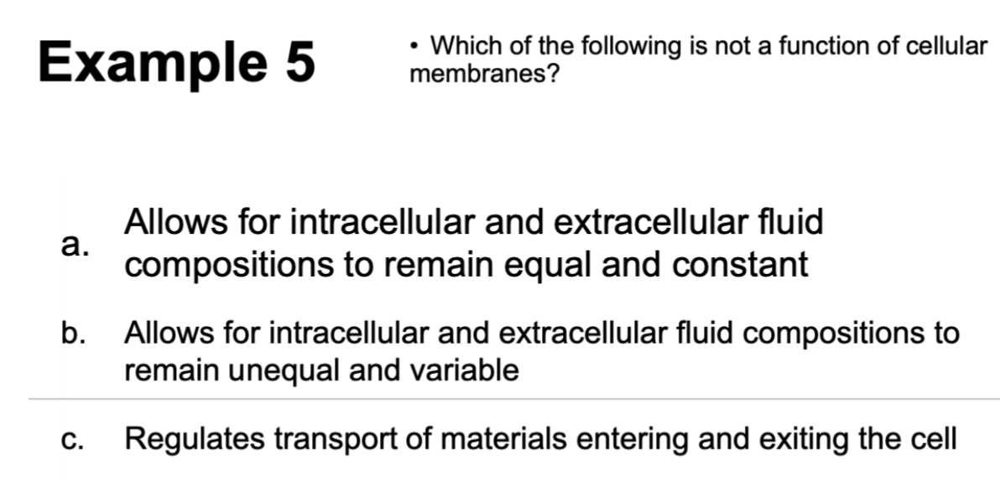 Example 5
• Which of the following is not a function of cellular
membranes?
a. Allows for intracellular and extracellular fluid
compositions to remain equal and constant
b. Allows for intracellular and extracellular fluid compositions to
remain unequal and variable
c. Regulates transport of materials entering and exiting the cell